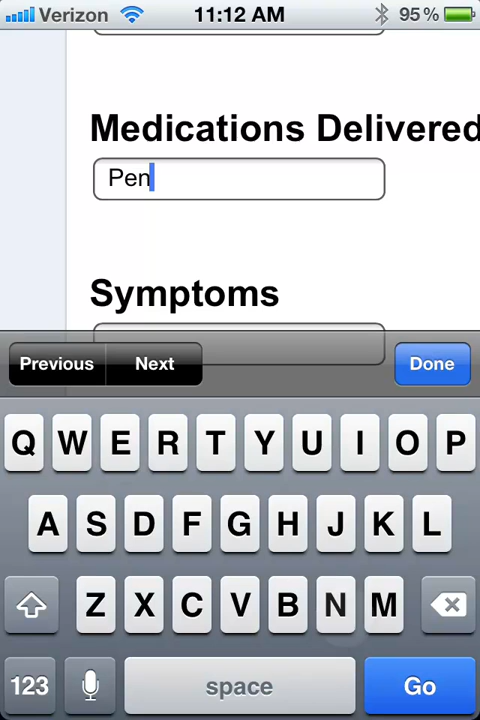 Verizon 11:12 AM 95%
Medications Delivered
Pen
Symptoms
Previous Next Done
Q W E R T Y U I O P
A S D F G H J K L
Z X C V B N M
123 space Go